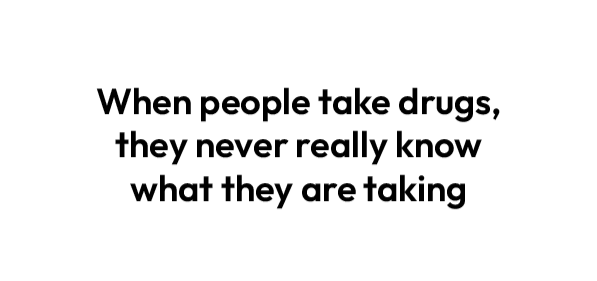 When people take drugs,
they never really know
what they are taking